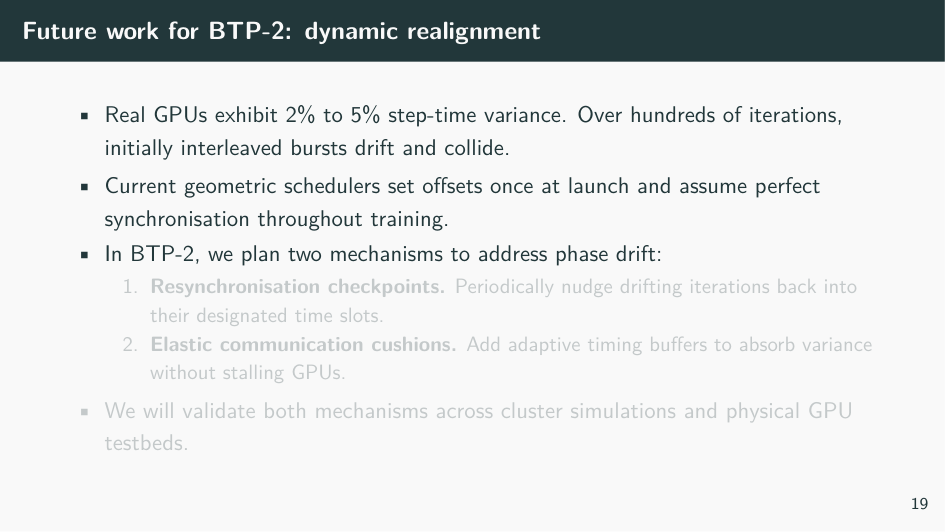 Future work for BTP-2: dynamic realignment
▪ Real GPUs exhibit 2% to 5% step-time variance. Over hundreds of iterations,
initially interleaved bursts drift and collide.
▪ Current geometric schedulers set offsets once at launch and assume perfect
synchronisation throughout training.
▪ In BTP-2, we plan two mechanisms to address phase drift:
1. Resynchronisation checkpoints. Periodically nudge drifting iterations back into
their designated time slots.
2. Elastic communication cushions. Add adaptive timing buffers to absorb variance
without stalling GPUs.
▪ We will validate both mechanisms across cluster simulations and physical GPU
testbeds.
19